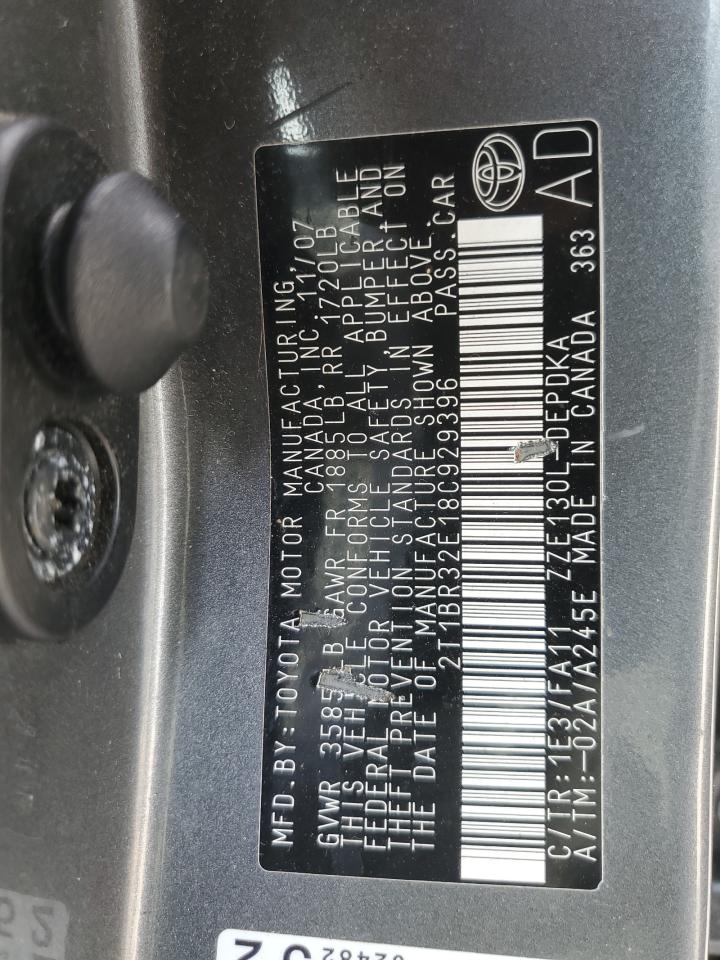 MFD.BY:TOYOTA MOTOR MANUFACTURING,
CANADA,INC.11/07
GVWR 3585LB GAWR FR 1885LB,RR 1720LB
THIS VEHICLE CONFORMS TO ALL APPLICABLE
FEDERAL MOTOR VEHICLE SAFETY,BUMPER,AND
THEFT PREVENTION STANDARDS IN EFFECT ON
THE DATE OF MANUFACTURE SHOWN ABOVE.
2T1BR32E18C929396 PASS.CAR
C/TR:1E3/FA11 ZZE130L-DEPDKA
A/TM:-02A/A245E MADE IN CANADA 363
AD